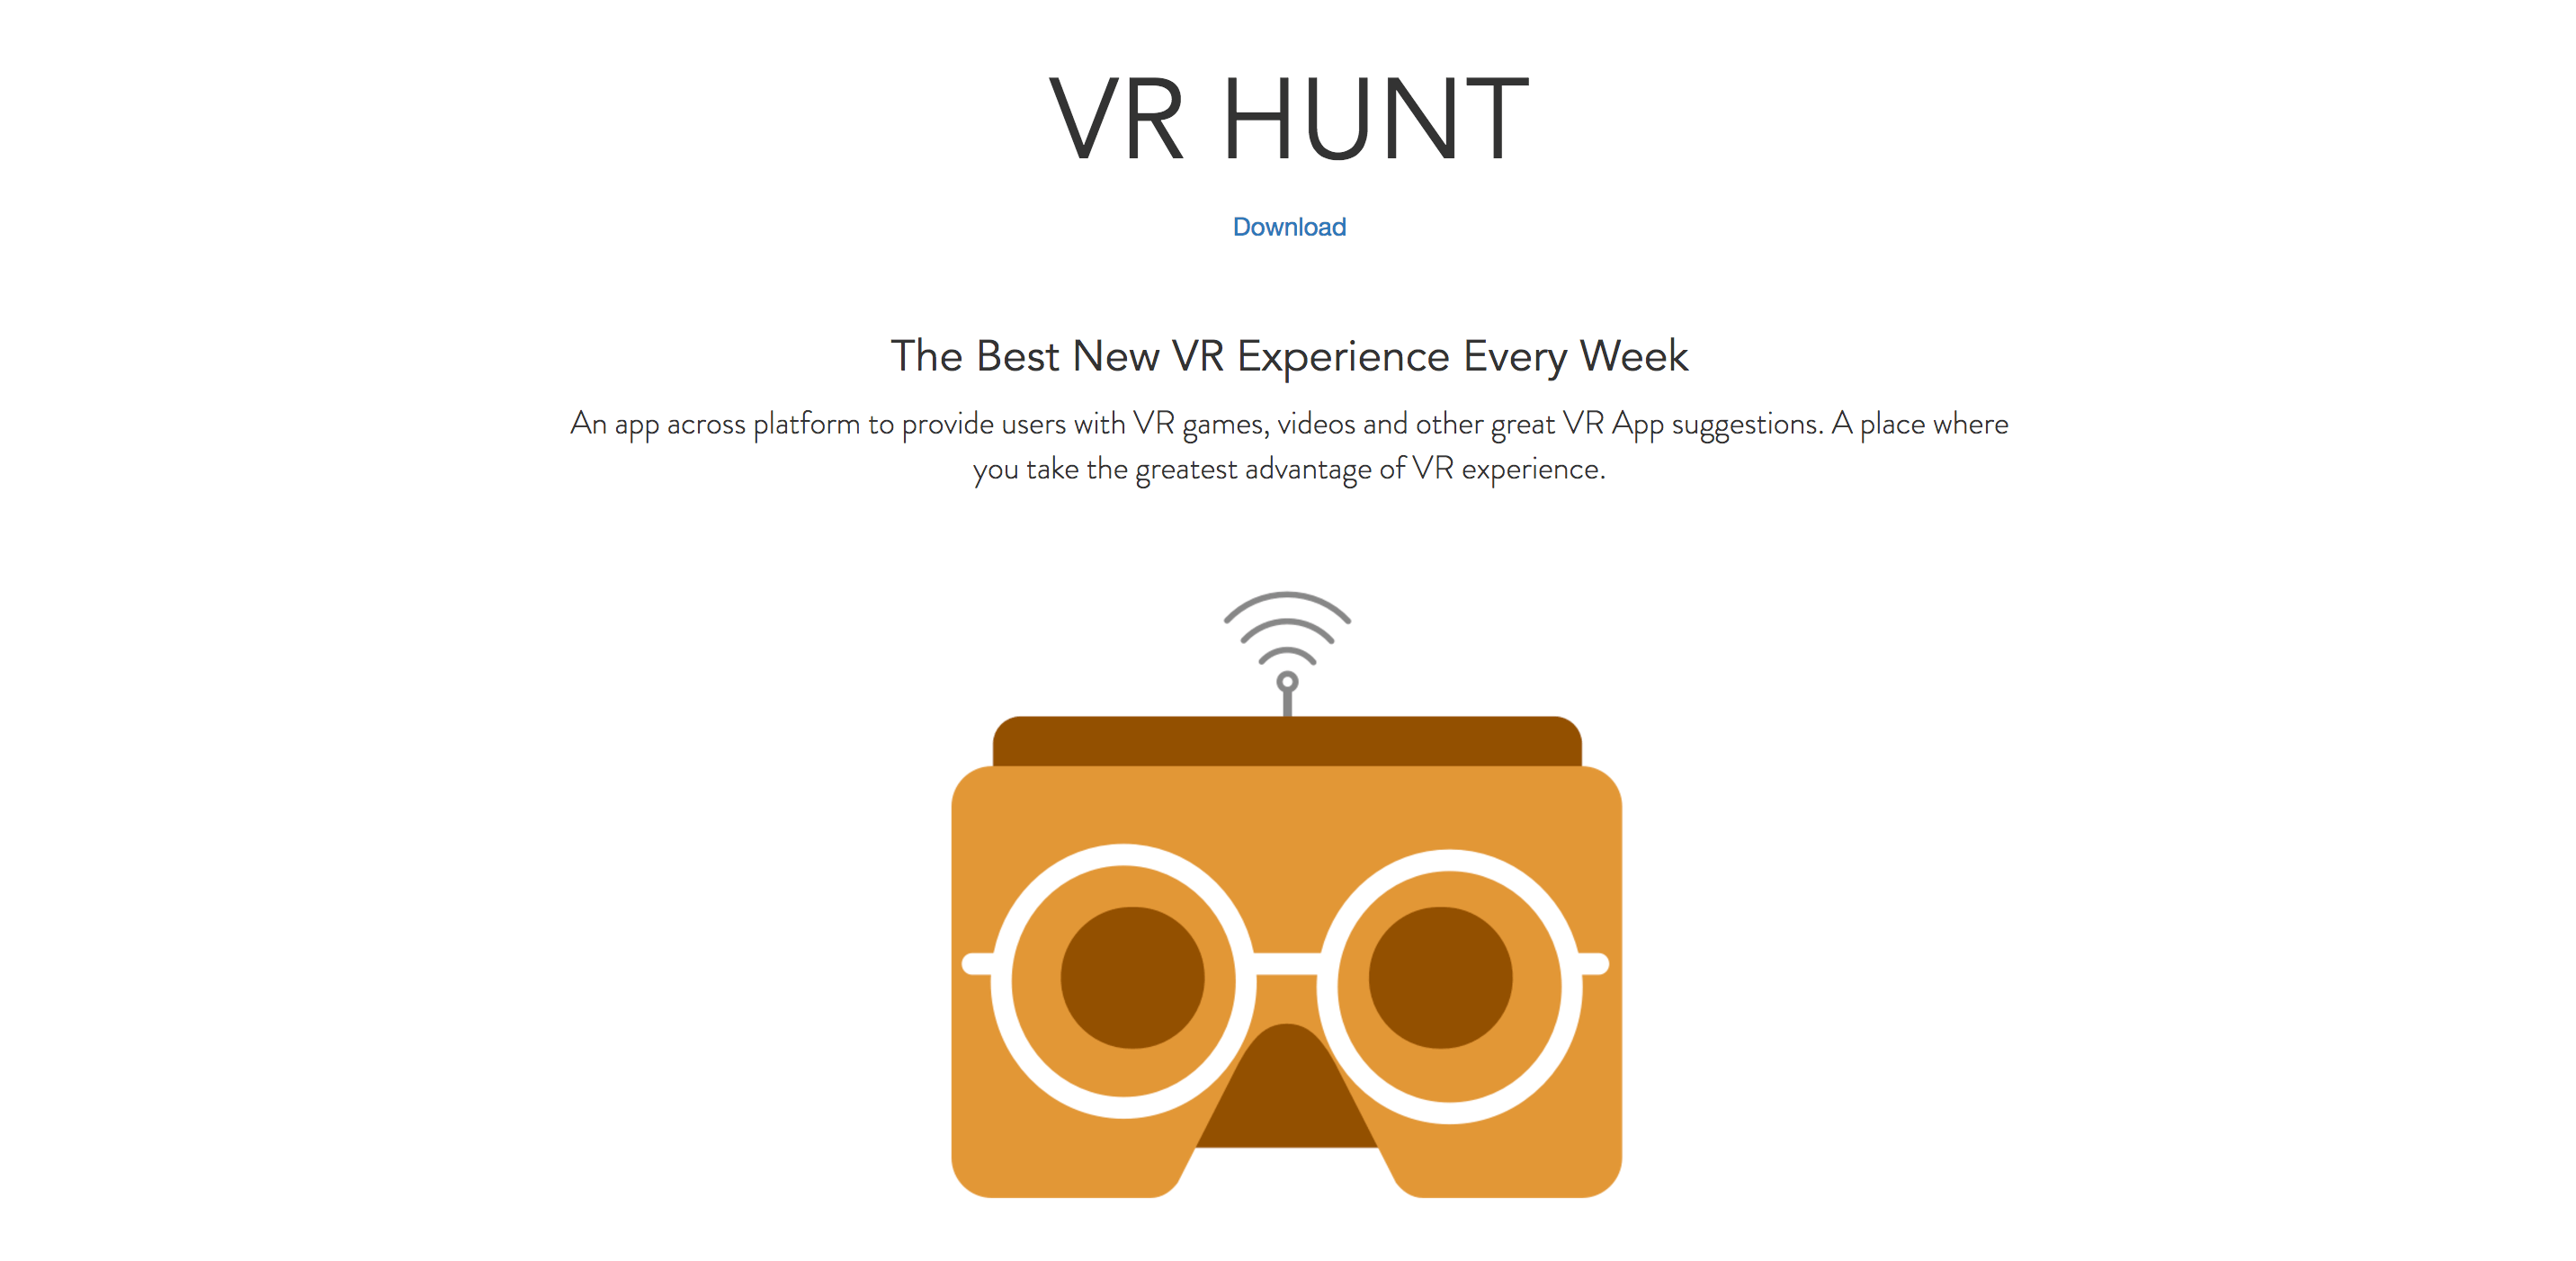 VR HUNT
Download
The Best New VR Experience Every Week
An app across platform to provide users with VR games, videos and other great VR App suggestions. A place where
you take the greatest advantage of VR experience.